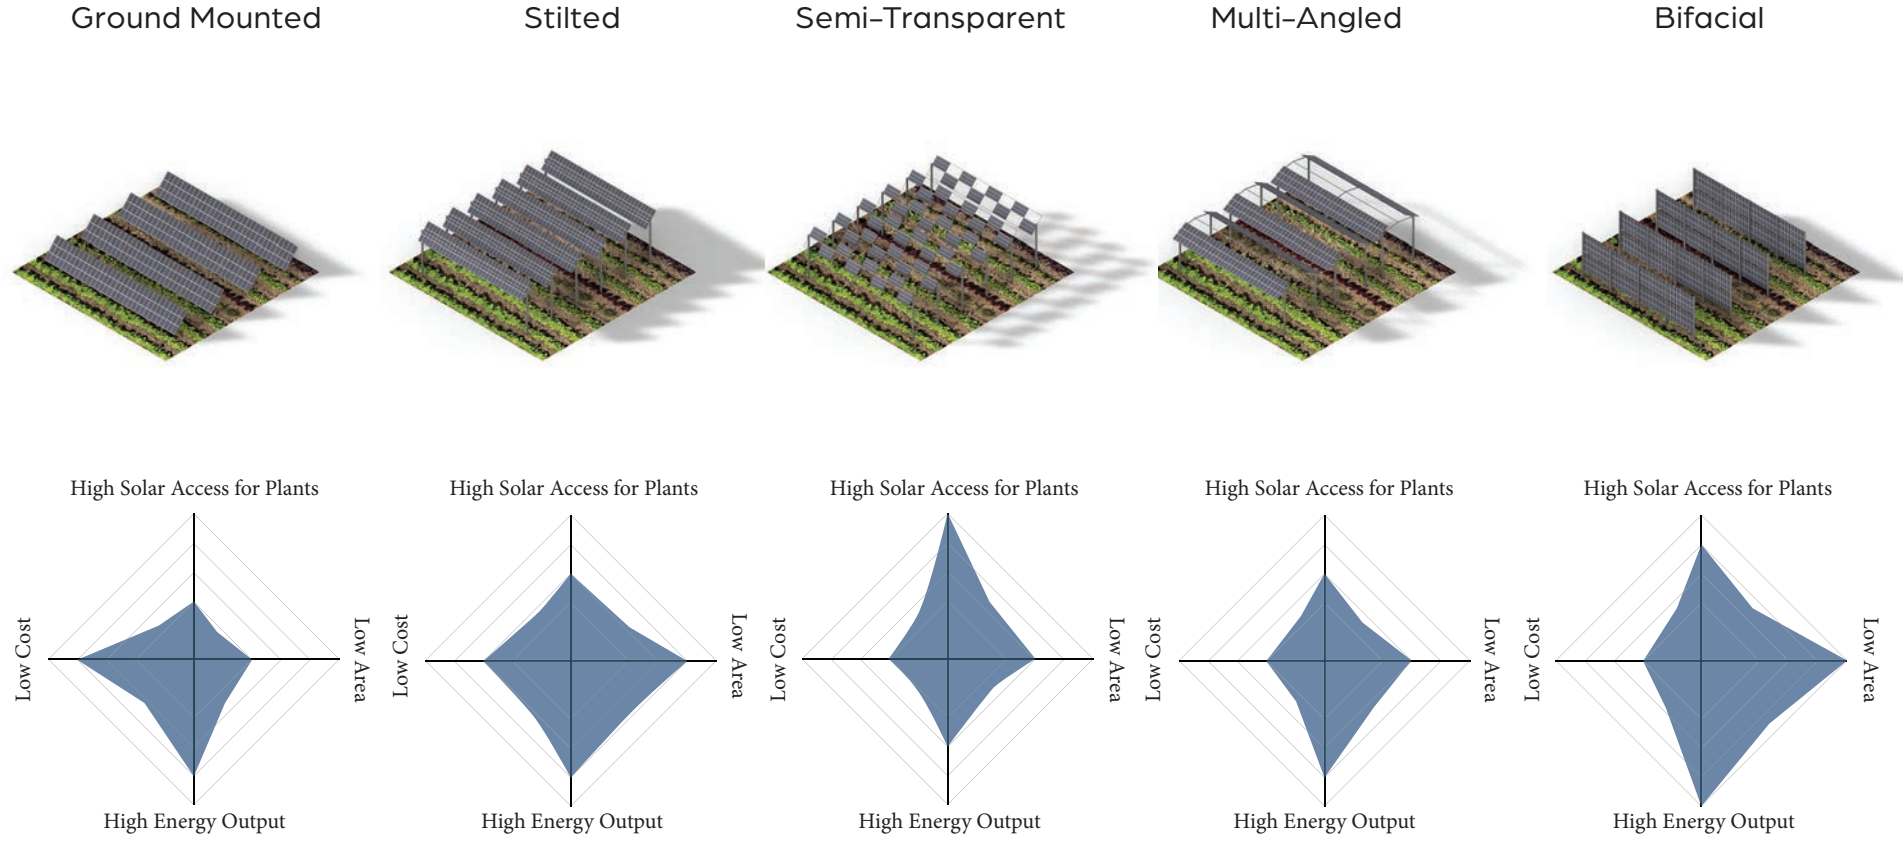 Ground Mounted
Stilted
Semi-Transparent
Multi-Angled
Bifacial
High Solar Access for Plants
High Solar Access for Plants
High Solar Access for Plants
High Solar Access for Plants
High Solar Access for Plants
Low Cost
Low Area
Low Cost
Low Area
Low Cost
Low Area
Low Cost
Low Area
Low Cost
Low Area
High Energy Output
High Energy Output
High Energy Output
High Energy Output
High Energy Output